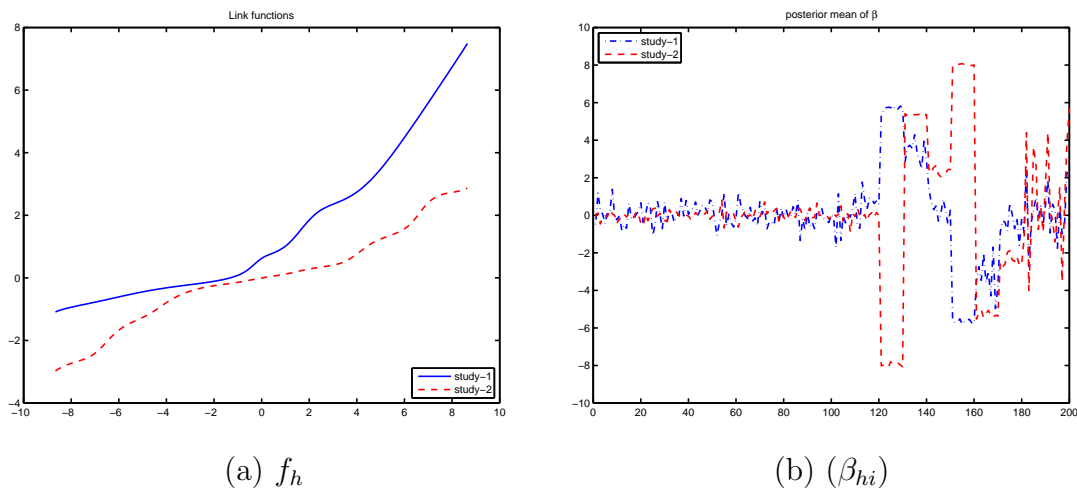 Link functions
8
6
4
2
0
−2
−4
−10 −8 −6 −4 −2 0 2 4 6 8 10
study−1
study−2
(a) f_h
posterior mean of β
study−1
study−2
10
8
6
4
2
0
−2
−4
−6
−8
−10
0 20 40 60 80 100 120 140 160 180 200
(b) (β_{hi})